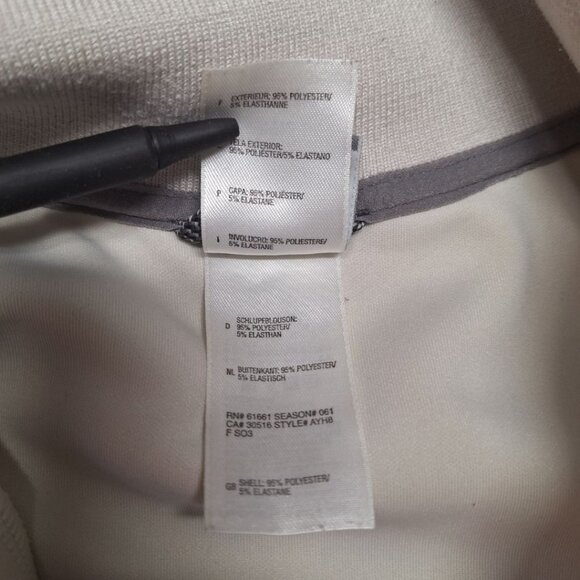 F EXTERIEUR: 95% POLYESTER/
5% ELASTHANNE
TELA EXTERIOR:
95% POLIÉSTER/5% ELASTANO
P CAPA: 95% POLIÉSTER/
5% ELASTANE
I INVOLUCRO: 95% POLIESTERE/
5% ELASTANE
D SCHLUPFBLOUSON:
95% POLYESTER/
5% ELASTHAN
NL BUITENKANT: 95% POLYESTER/
5% ELASTISCH
RN# 61661 SEASON# 061
CA# 30516 STYLE# AYH8
F SO3
GB SHELL: 95% POLYESTER/
5% ELASTANE